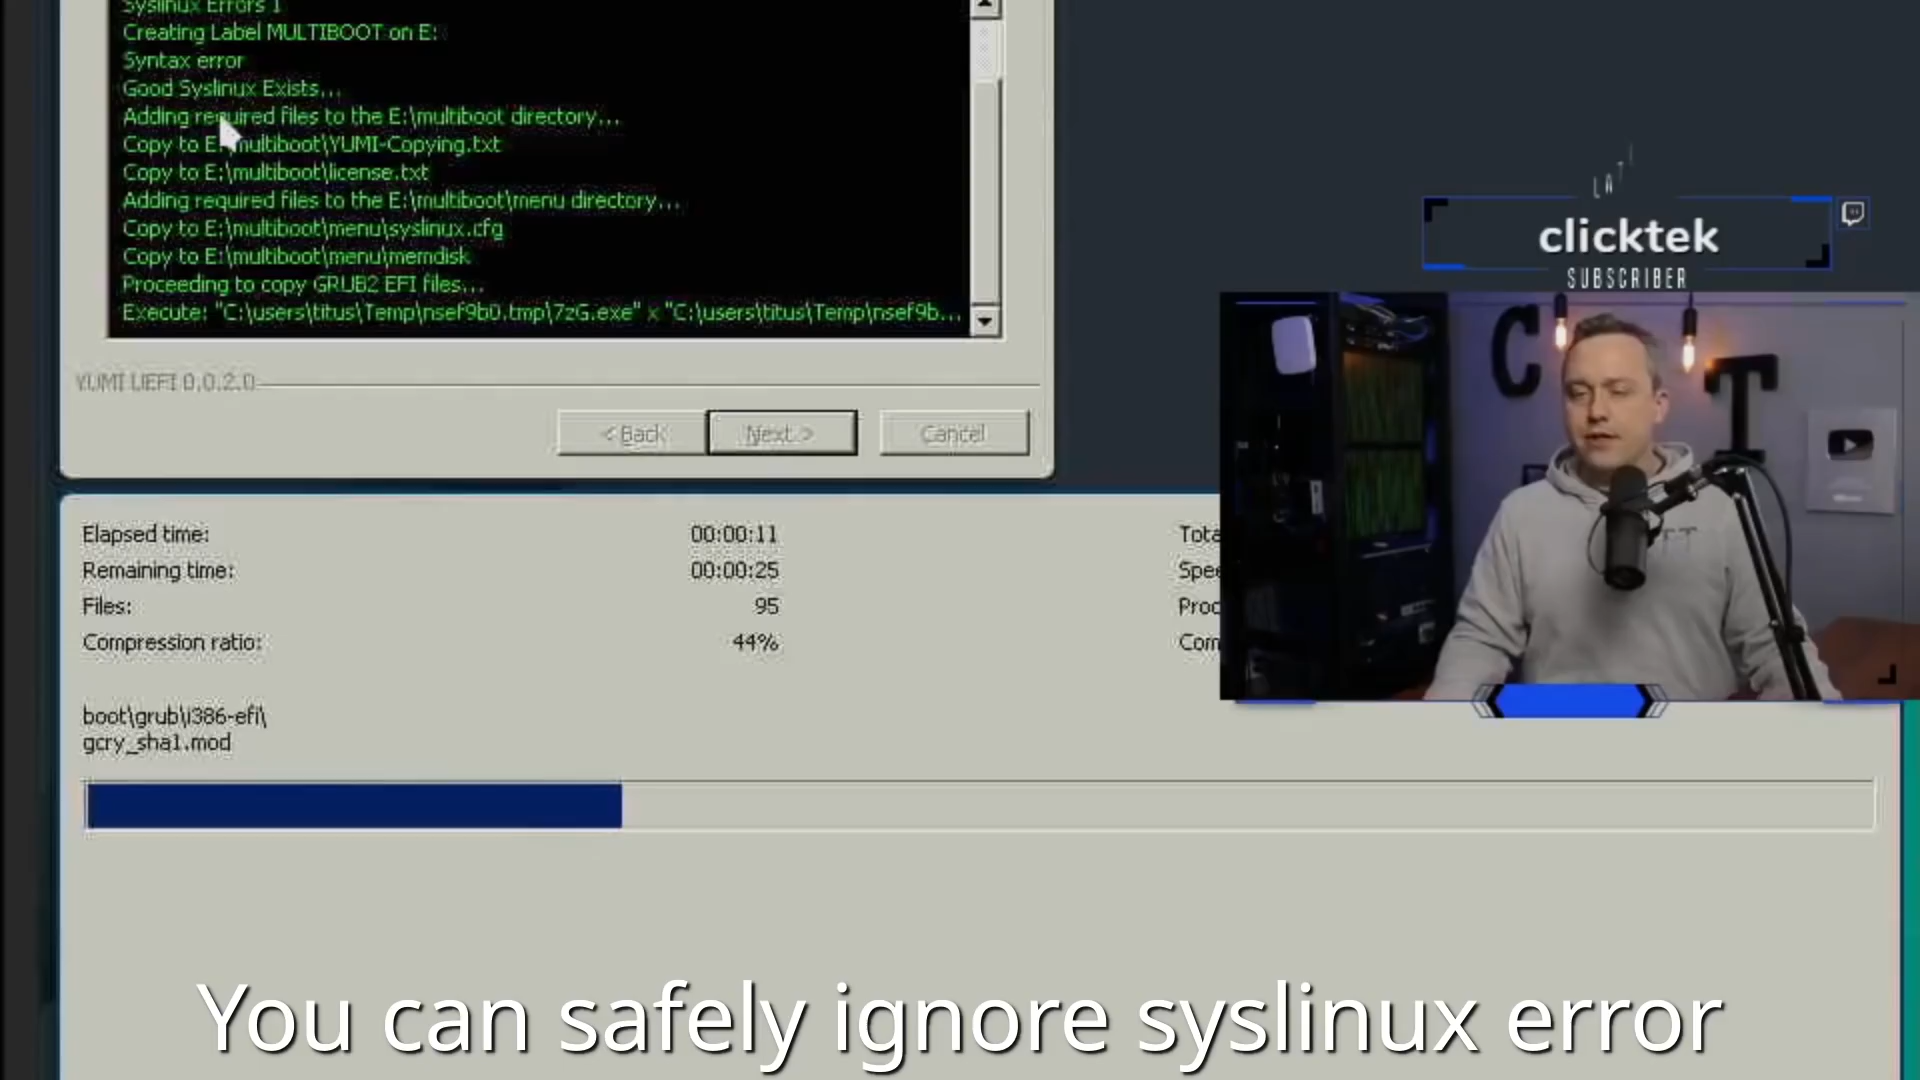 Syslinux Errors 1
Creating Label MULTIBOOT on E:
Syntax error
Good Syslinux Exists...
Adding required files to the E:\multiboot directory...
Copy to E:\multiboot\YUMI-Copying.txt
Copy to E:\multiboot\license.txt
Adding required files to the E:\multiboot\menu directory...
Copy to E:\multiboot\menu\syslinux.cfg
Copy to E:\multiboot\menu\memdisk
Proceeding to copy GRUB2 EFI files...
Execute: "C:\users\titus\Temp\nsef9b0.tmp\7zG.exe" x "C:\users\titus\Temp\nsef9b...
YUMI UEFI 0.0.2.0
< Back
Next >
Cancel
LAT
clicktek
SUBSCRIBER
C T
Elapsed time: 00:00:11
Remaining time: 00:00:25
Files: 95
Compression ratio: 44%
Tota
Spee
Proc
Com
boot\grub\i386-efi\
gcry_sha1.mod
You can safely ignore syslinux error